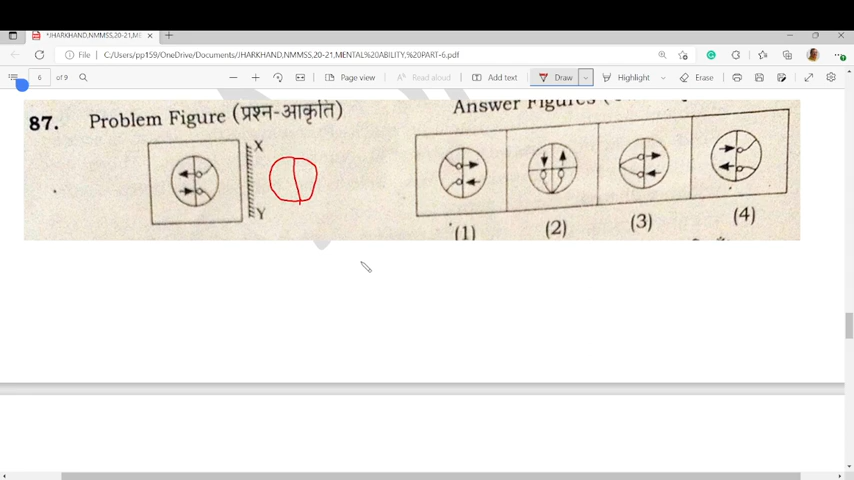 *JHARKHAND,NMMSS,20-21,M
File
C:/Users/pp159/OneDrive/Documents/JHARKHAND,NMMSS,20-21,MENTAL%20ABILITY,%20PART-6.pdf
6 of 9
Page view
Read aloud
Add text
Draw
Highlight
Erase
87. Problem Figure (प्रश्न-आकृति)
Answer Figures
X
Y
(1) (2) (3) (4)